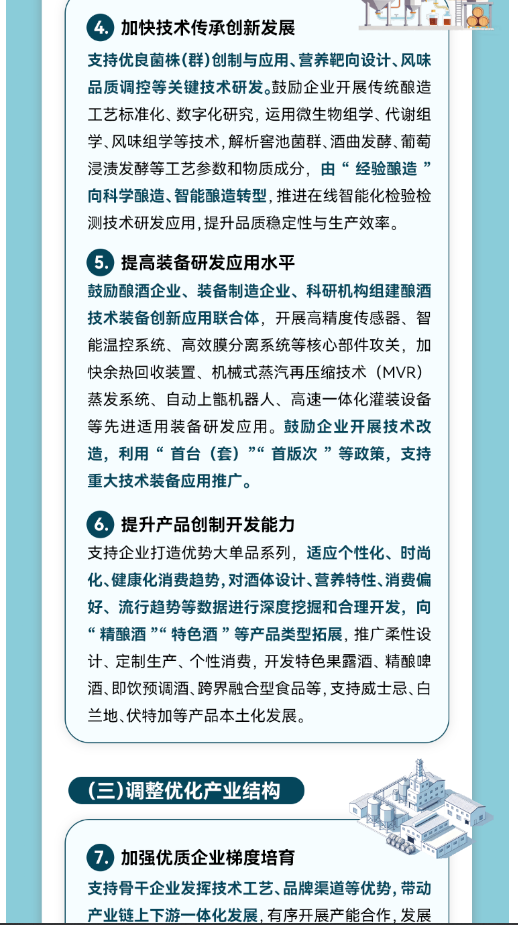 4. 加快技术传承创新发展
支持优良菌株(群)创制与应用、营养靶向设计、风味
品质调控等关键技术研发。鼓励企业开展传统酿造
工艺标准化、数字化研究，运用微生物组学、代谢组
学、风味组学等技术，解析窖池菌群、酒曲发酵、葡萄
浸渍发酵等工艺参数和物质成分，由“经验酿造”
向科学酿造、智能酿造转型，推进在线智能化检验检
测技术研发应用，提升品质稳定性与生产效率。
5. 提高装备研发应用水平
鼓励酿酒企业、装备制造企业、科研机构组建酿酒
技术装备创新应用联合体，开展高精度传感器、智
能温控系统、高效膜分离系统等核心部件攻关，加
快余热回收装置、机械式蒸汽再压缩技术（MVR）
蒸发系统、自动上甑机器人、高速一体化灌装设备
等先进适用装备研发应用。鼓励企业开展技术改
造，利用“首台（套）”“首版次”等政策，支持
重大技术装备应用推广。
6. 提升产品创制开发能力
支持企业打造优势大单品系列，适应个性化、时尚
化、健康化消费趋势，对酒体设计、营养特性、消费偏
好、流行趋势等数据进行深度挖掘和合理开发，向
“精酿酒”“特色酒”等产品类型拓展，推广柔性设
计、定制生产、个性消费，开发特色果露酒、精酿啤
酒、即饮预调酒、跨界融合型食品等，支持威士忌、白
兰地、伏特加等产品本土化发展。
(三)调整优化产业结构
7. 加强优质企业梯度培育
支持骨干企业发挥技术工艺、品牌渠道等优势，带动
产业链上下游一体化发展，有序开展产能合作，发展